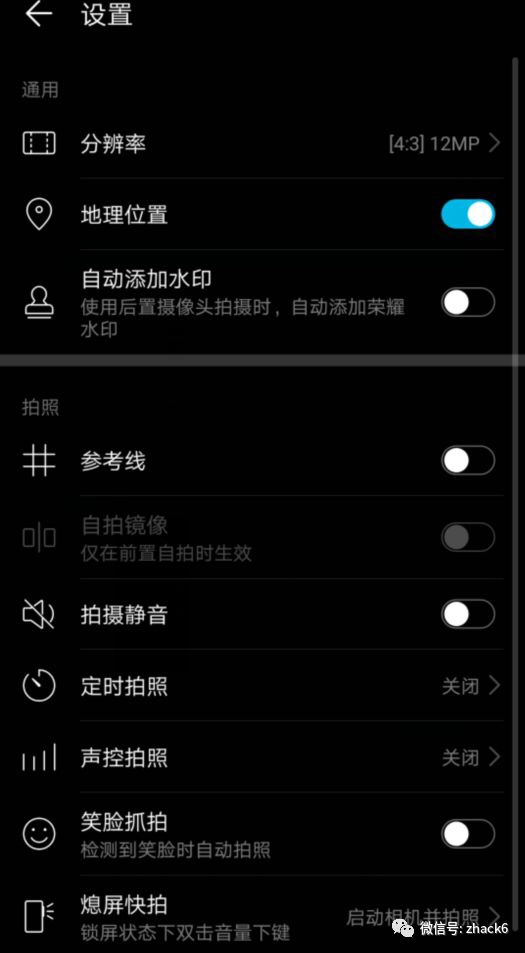 设置
通用
分辨率
[4:3] 12MP
地理位置
自动添加水印
使用后置摄像头拍摄时，自动添加荣耀
水印
拍照
参考线
自拍镜像
仅在前置自拍时生效
拍摄静音
定时拍照
关闭
声控拍照
关闭
笑脸抓拍
检测到笑脸时自动拍照
熄屏快拍
启动相机并拍照
锁屏状态下双击音量下键
微信号: zhack6